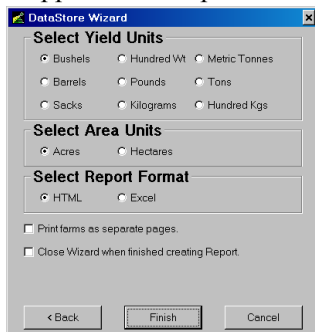 DataStore Wizard
Select Yield Units
Bushels Hundred Wt Metric Tonnes
Barrels Pounds Tons
Sacks Kilograms Hundred Kgs
Select Area Units
Acres Hectares
Select Report Format
HTML Excel
Print farms as separate pages.
Close Wizard when finished creating Report.
< Back Finish Cancel